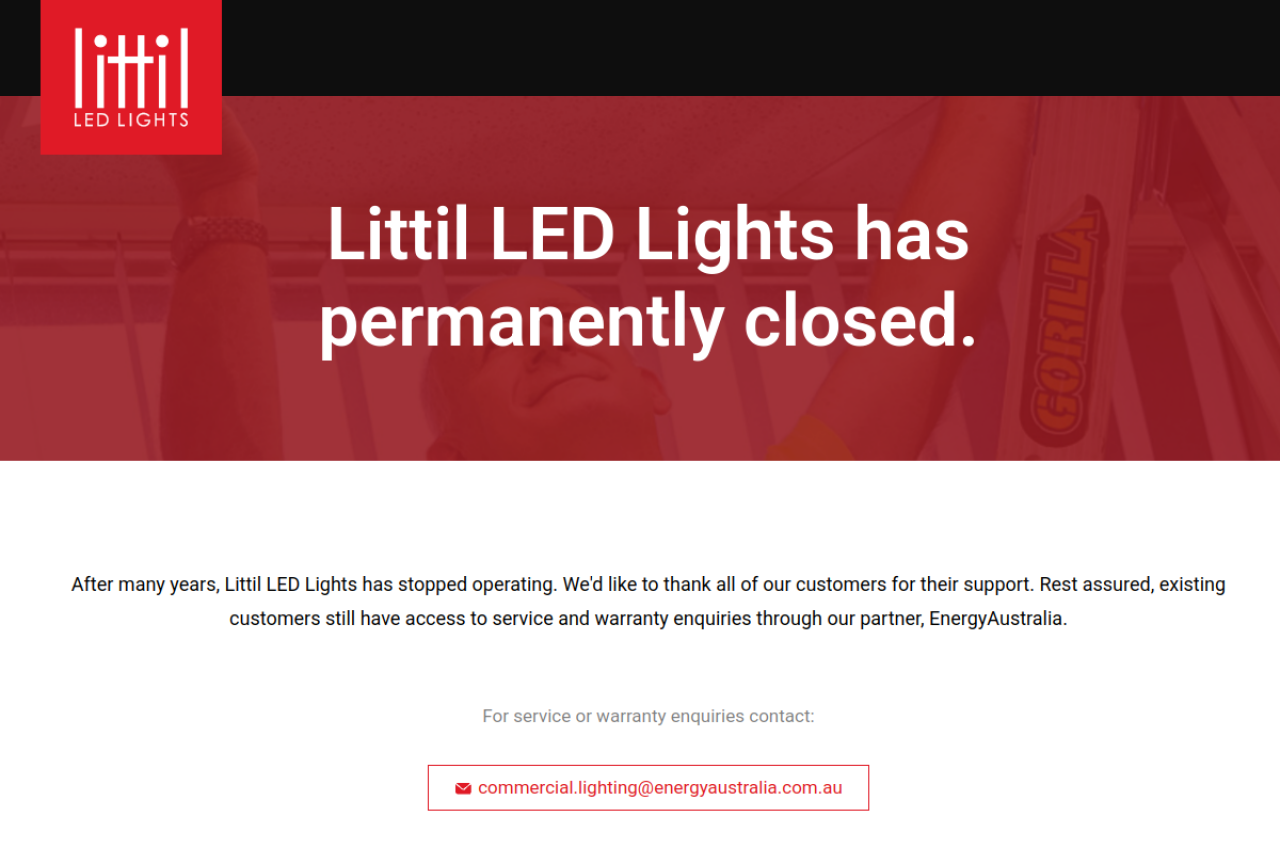 littil
LED LIGHTS
Littil LED Lights has
permanently closed.
GORILLA
After many years, Littil LED Lights has stopped operating. We'd like to thank all of our customers for their support. Rest assured, existing
customers still have access to service and warranty enquiries through our partner, EnergyAustralia.
For service or warranty enquiries contact:
commercial.lighting@energyaustralia.com.au